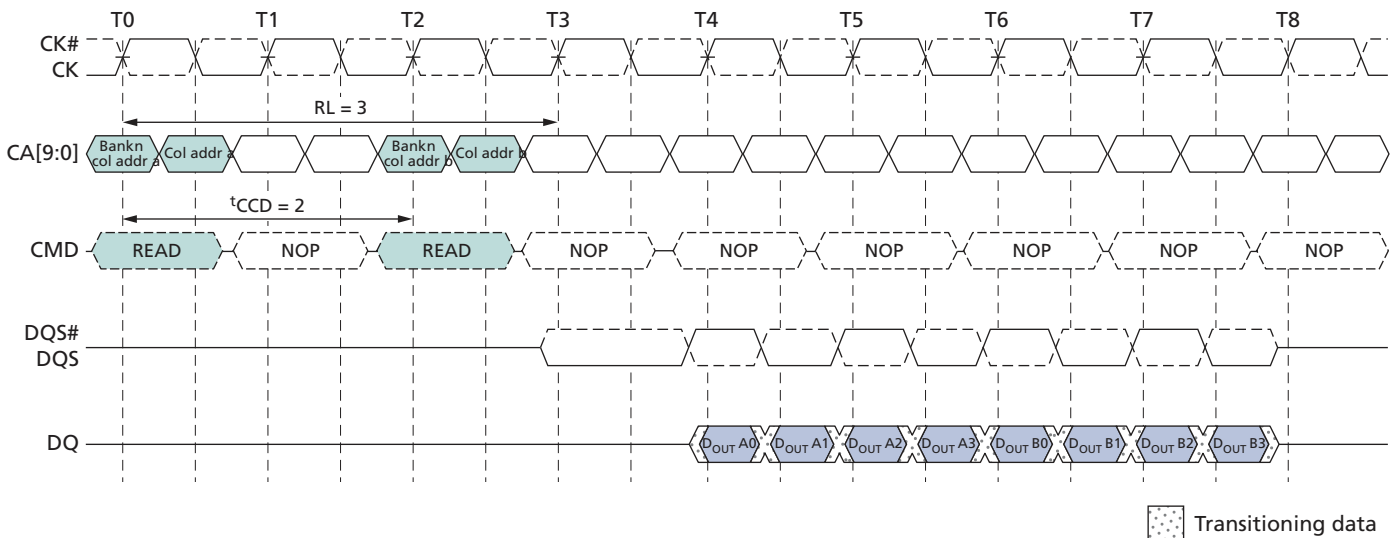 T0 T1 T2 T3 T4 T5 T6 T7 T8
CK#
CK
RL = 3
CA[9:0] Bankn col addr a Col addr a Bankn col addr b Col addr b
tCCD = 2
CMD READ NOP READ NOP NOP NOP NOP NOP NOP
DQS#
DQS
DQ DOUT A0 DOUT A1 DOUT A2 DOUT A3 DOUT B0 DOUT B1 DOUT B2 DOUT B3
Transitioning data